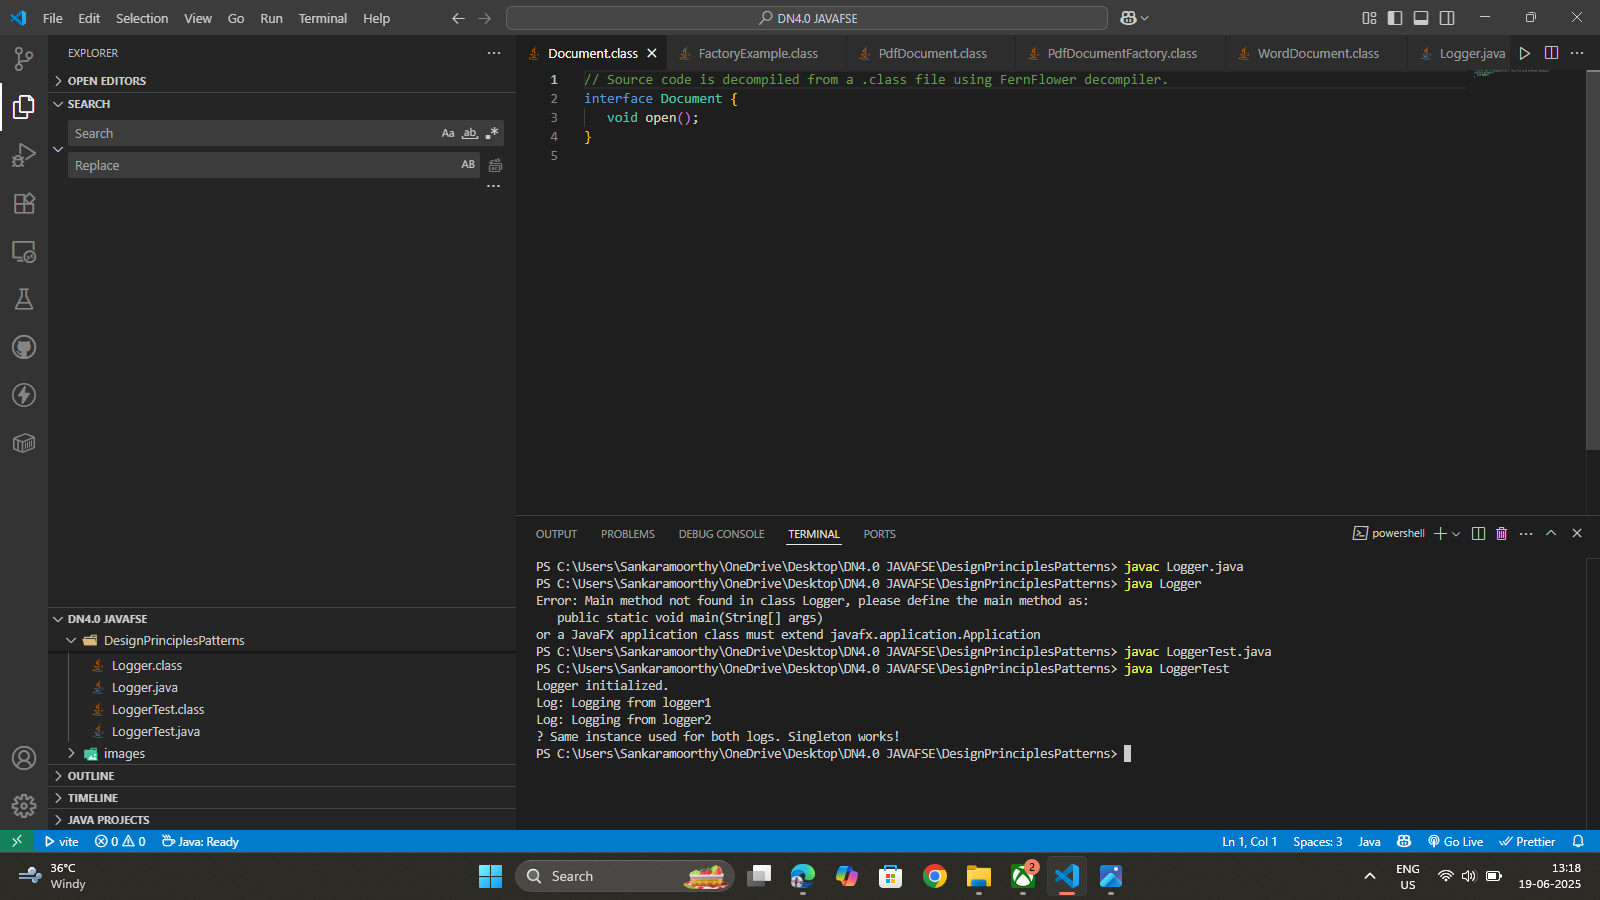 File Edit Selection View Go Run Terminal Help
DN4.0 JAVAFSE
EXPLORER
OPEN EDITORS
SEARCH
Search
Aa ab
Replace
AB
DN4.0 JAVAFSE
DesignPrinciplesPatterns
Logger.class
Logger.java
LoggerTest.class
LoggerTest.java
images
OUTLINE
TIMELINE
JAVA PROJECTS
Document.class FactoryExample.class PdfDocument.class PdfDocumentFactory.class WordDocument.class Logger.java
1 // Source code is decompiled from a .class file using FernFlower decompiler.
2 interface Document {
3 void open();
4 }
5
OUTPUT PROBLEMS DEBUG CONSOLE TERMINAL PORTS
powershell
PS C:\Users\Sankaramoorthy\OneDrive\Desktop\DN4.0 JAVAFSE\DesignPrinciplesPatterns> javac Logger.java
PS C:\Users\Sankaramoorthy\OneDrive\Desktop\DN4.0 JAVAFSE\DesignPrinciplesPatterns> java Logger
Error: Main method not found in class Logger, please define the main method as:
public static void main(String[] args)
or a JavaFX application class must extend javafx.application.Application
PS C:\Users\Sankaramoorthy\OneDrive\Desktop\DN4.0 JAVAFSE\DesignPrinciplesPatterns> javac LoggerTest.java
PS C:\Users\Sankaramoorthy\OneDrive\Desktop\DN4.0 JAVAFSE\DesignPrinciplesPatterns> java LoggerTest
Logger initialized.
Log: Logging from logger1
Log: Logging from logger2
? Same instance used for both logs. Singleton works!
PS C:\Users\Sankaramoorthy\OneDrive\Desktop\DN4.0 JAVAFSE\DesignPrinciplesPatterns>
vite 0 0 Java: Ready
Ln 1, Col 1 Spaces: 3 Java Go Live Prettier
36°C
Windy
Search
2
ENG
US
13:18
19-06-2025